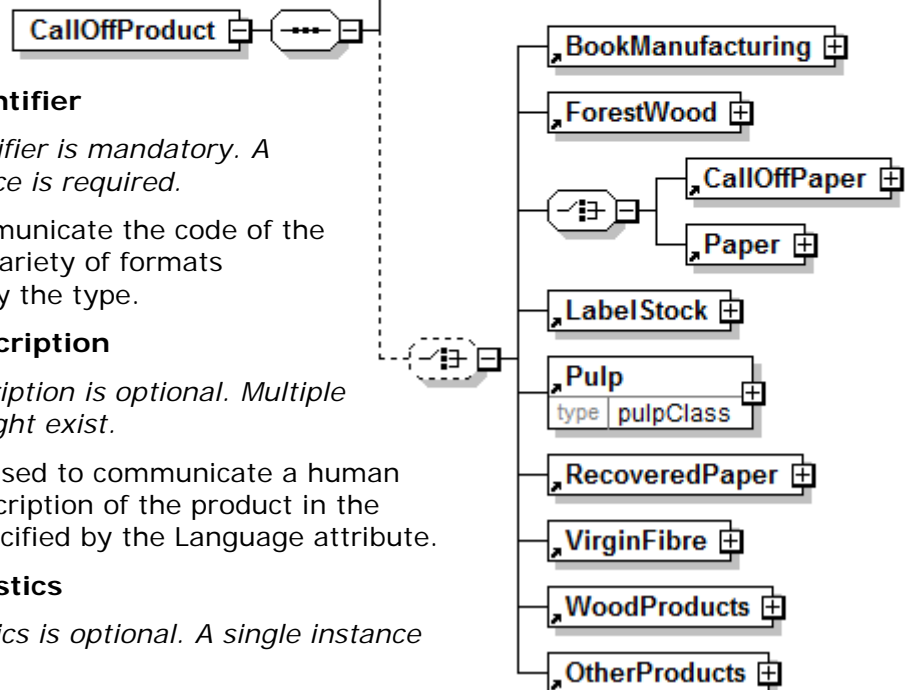 CallOffProduct
ntifier
ifier is mandatory. A
ce is required.
municate the code of the
ariety of formats
y the type.
cription
iption is optional. Multiple
ght exist.
sed to communicate a human
cription of the product in the
cified by the Language attribute.
stics
ics is optional. A single instance
BookManufacturing
ForestWood
CallOffPaper
Paper
LabelStock
Pulp
type pulpClass
RecoveredPaper
VirginFibre
WoodProducts
OtherProducts